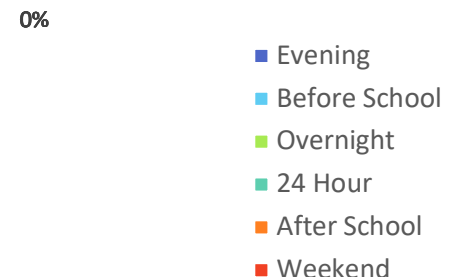 0%
Evening
Before School
Overnight
24 Hour
After School
Weekend